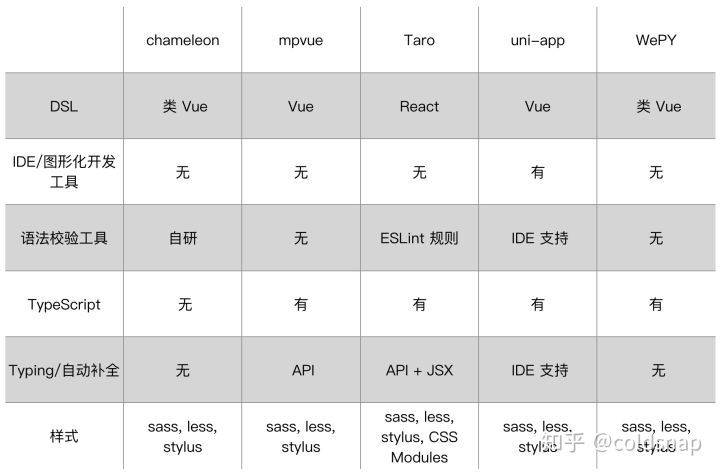 chameleon mpvue Taro uni-app WePY
DSL 类 Vue Vue React Vue 类 Vue
IDE/图形化开发
工具 无 无 无 有 无
语法校验工具 自研 无 ESLint 规则 IDE 支持 无
TypeScript 无 有 有 有 有
Typing/自动补全 无 API API + JSX IDE 支持 无
样式 sass, less,
stylus sass, less,
stylus sass, less,
stylus, CSS
Modules sass, less,
stylus sass, less,
stylus
知乎 @coldsnap